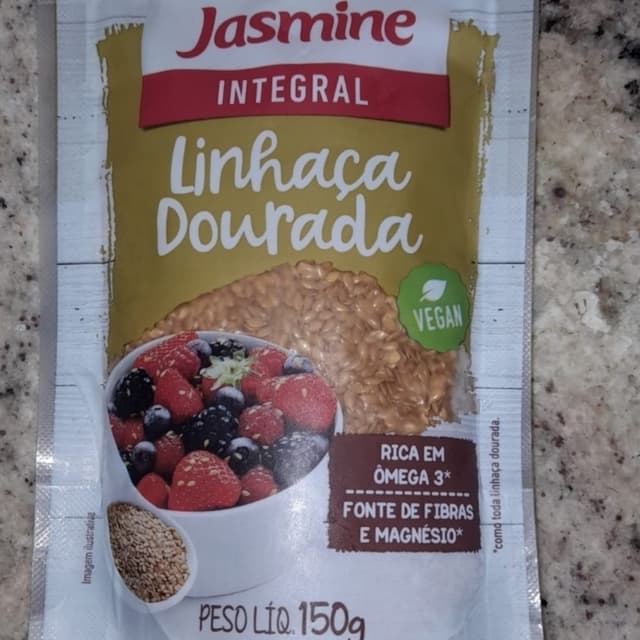 Jasmine
INTEGRAL
Linhaça
Dourada
VEGAN
RICA EM
ÔMEGA 3*
FONTE DE FIBRAS
E MAGNÉSIO*
*como toda linhaça dourada.
Imagem ilustrativa
PESO LÍQ. 150g